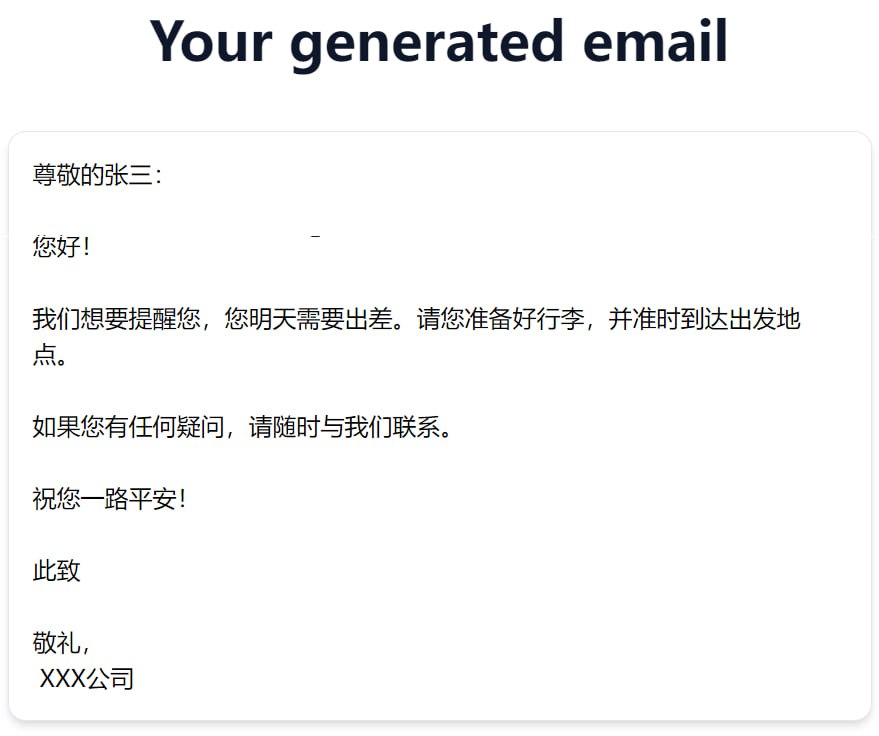 Your generated email
尊敬的张三：
您好！
我们想要提醒您，您明天需要出差。请您准备好行李，并准时到达出发地
点。
如果您有任何疑问，请随时与我们联系。
祝您一路平安！
此致
敬礼，
XXX公司